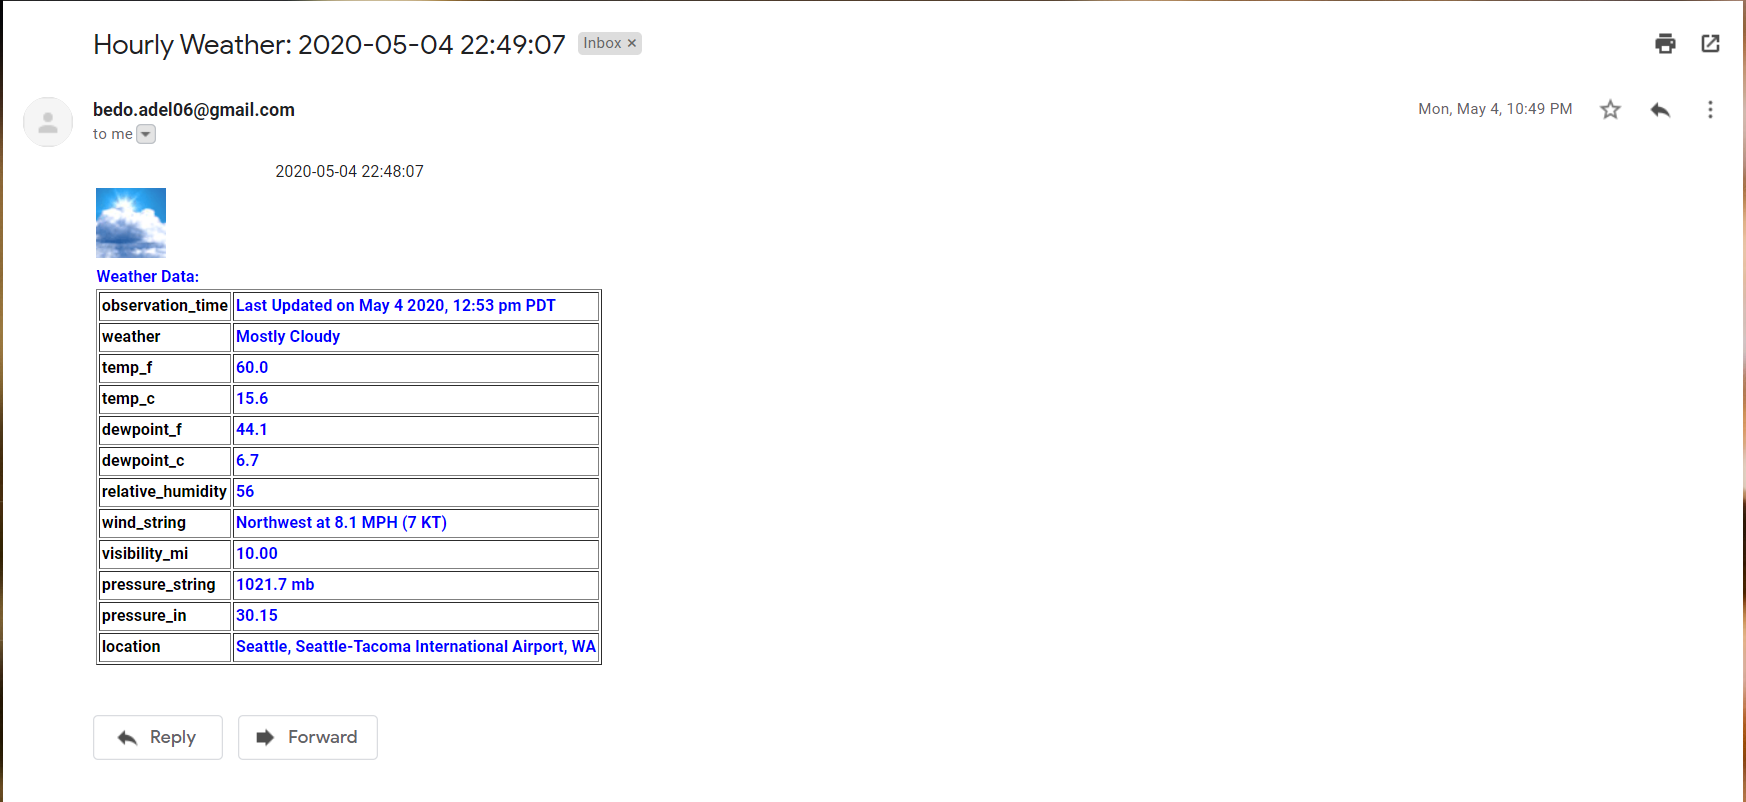 Hourly Weather: 2020-05-04 22:49:07 Inbox ×
bedo.adel06@gmail.com Mon, May 4, 10:49 PM
to me
2020-05-04 22:48:07
Weather Data:
observation_time Last Updated on May 4 2020, 12:53 pm PDT
weather Mostly Cloudy
temp_f 60.0
temp_c 15.6
dewpoint_f 44.1
dewpoint_c 6.7
relative_humidity 56
wind_string Northwest at 8.1 MPH (7 KT)
visibility_mi 10.00
pressure_string 1021.7 mb
pressure_in 30.15
location Seattle, Seattle-Tacoma International Airport, WA
Reply Forward